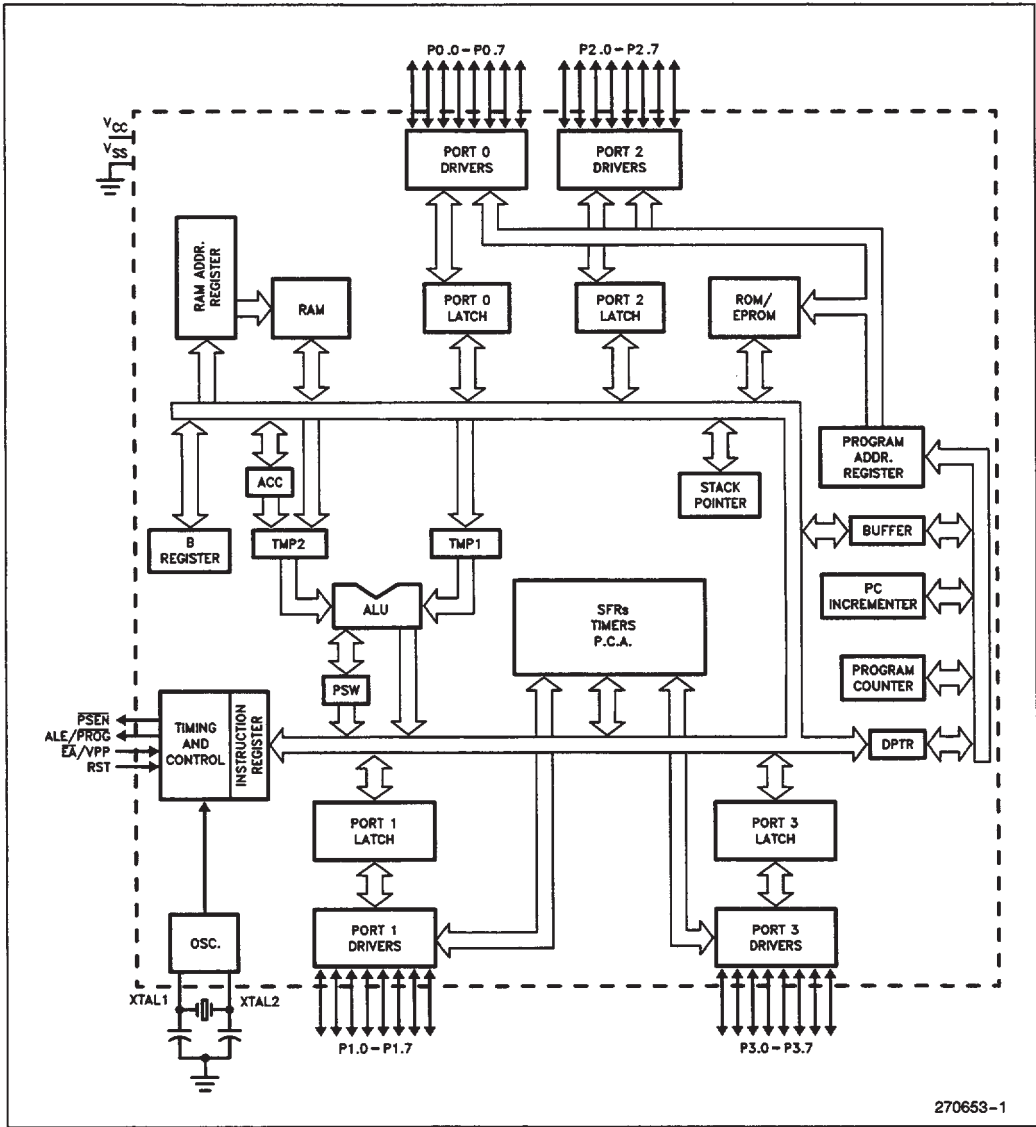 P0.0-P0.7
P2.0-P2.7
VCC
VSS
PORT 0
DRIVERS
PORT 2
DRIVERS
RAM ADDR.
REGISTER
RAM
PORT 0
LATCH
PORT 2
LATCH
ROM/
EPROM
PROGRAM
ADDR.
REGISTER
ACC
STACK
POINTER
B
REGISTER
TMP2
TMP1
BUFFER
ALU
SFRs
TIMERS
P.C.A.
PC
INCREMENTER
PSW
PROGRAM
COUNTER
PSEN
ALE/PROG
EA/VPP
RST
TIMING
AND
CONTROL
INSTRUCTION
REGISTER
DPTR
PORT 1
LATCH
PORT 3
LATCH
OSC.
PORT 1
DRIVERS
PORT 3
DRIVERS
XTAL1
XTAL2
P1.0-P1.7
P3.0-P3.7
270653-1